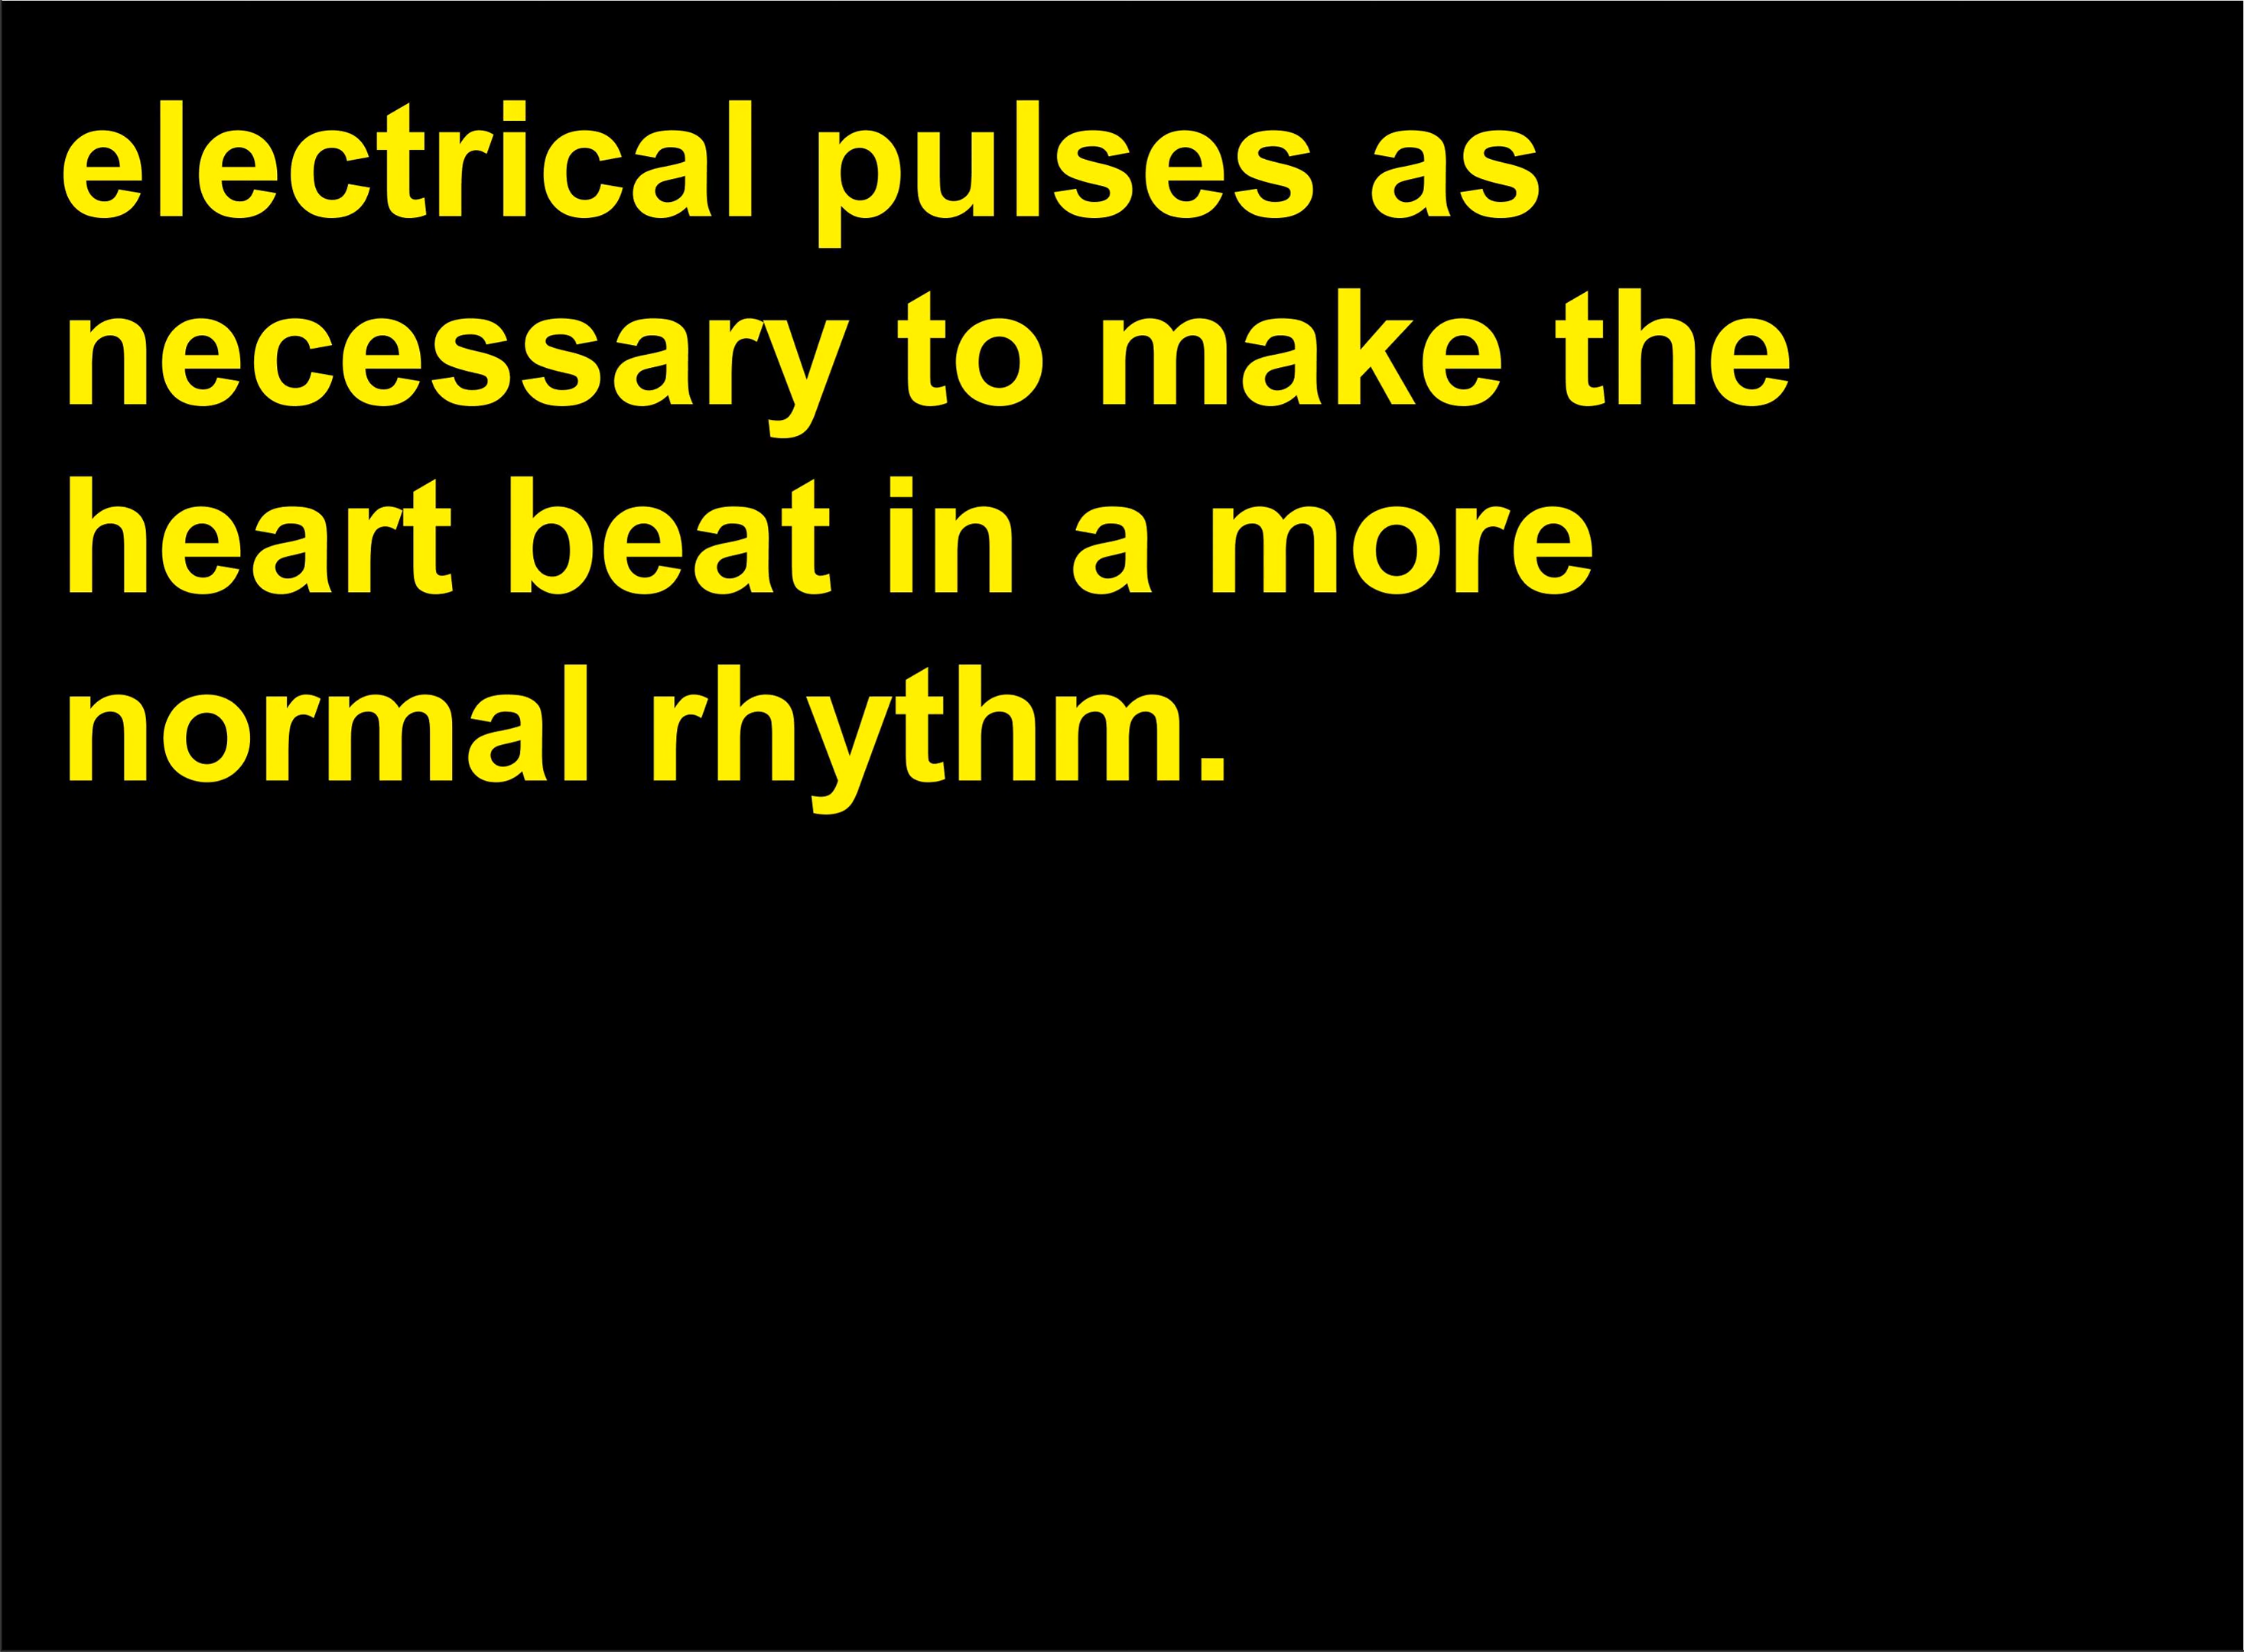 electrical pulses as
necessary to make the
heart beat in a more
normal rhythm.